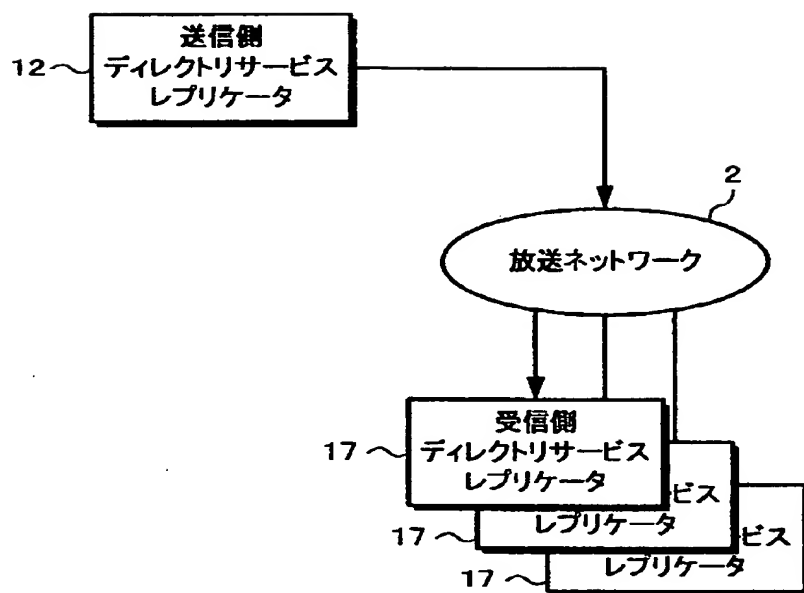 送信側
12 ディレクトリサービス
レプリケータ
2
放送ネットワーク
受信側
17 ディレクトリサービス
レプリケータ
ビス
17 レプリケータ
ビス
17 レプリケータ